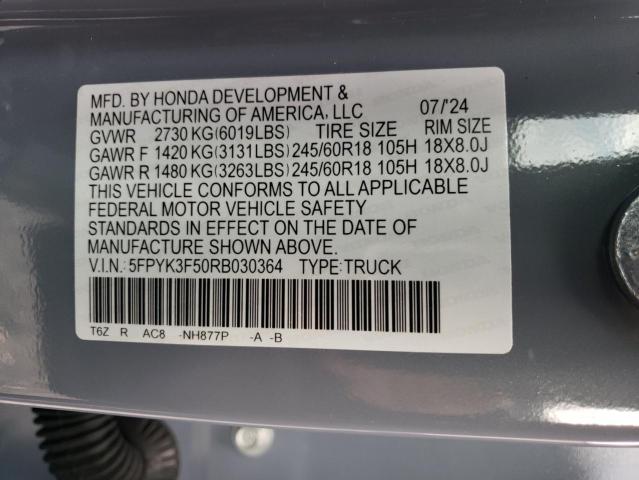 MFD. BY HONDA DEVELOPMENT &
MANUFACTURING OF AMERICA, LLC 07/'24
GVWR 2730 KG(6019LBS) TIRE SIZE RIM SIZE
GAWR F 1420 KG(3131LBS) 245/60R18 105H 18X8.0J
GAWR R 1480 KG(3263LBS) 245/60R18 105H 18X8.0J
THIS VEHICLE CONFORMS TO ALL APPLICABLE
FEDERAL MOTOR VEHICLE SAFETY
STANDARDS IN EFFECT ON THE DATE OF
MANUFACTURE SHOWN ABOVE.
V.I.N.: 5FPYK3F50RB030364 TYPE:TRUCK
T6Z R AC8 -NH877P -A -B